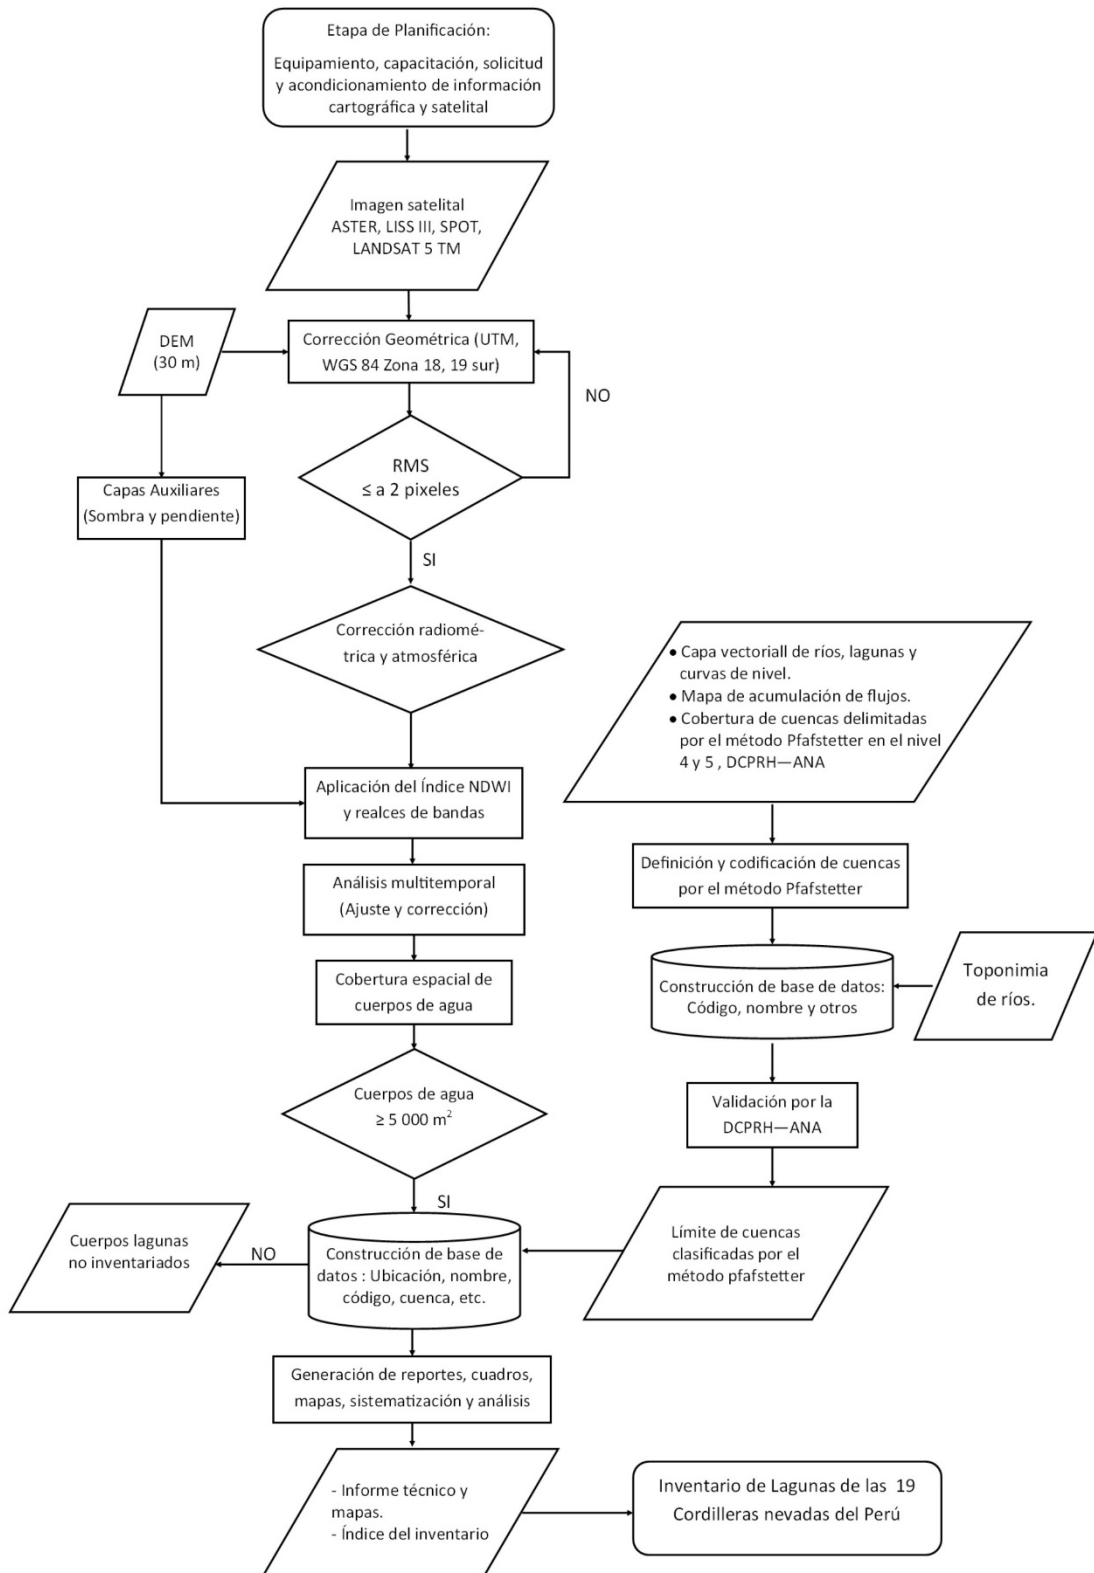 Etapa de Planificación:
Equipamiento, capacitación, solicitud
y acondicionamiento de información
cartográfica y satelital
Imagen satelital
ASTER, LISS III, SPOT,
LANDSAT 5 TM
DEM
(30 m)
Corrección Geométrica (UTM,
WGS 84 Zona 18, 19 sur)
NO
RMS
≤ a 2 pixeles
Capas Auxiliares
(Sombra y pendiente)
SI
Corrección radiomé-
trica y atmosférica
Aplicación del Índice NDWI
y realces de bandas
Análisis multitemporal
(Ajuste y corrección)
Cobertura espacial de
cuerpos de agua
Cuerpos de agua
≥ 5 000 m²
SI
● Capa vectoriall de ríos, lagunas y
curvas de nivel.
● Mapa de acumulación de flujos.
● Cobertura de cuencas delimitadas
por el método Pfafstetter en el nivel
4 y 5 , DCPRH—ANA
Definición y codificación de cuencas
por el método Pfafstetter
Construcción de base de datos:
Código, nombre y otros
Toponimia
de ríos.
Validación por la
DCPRH—ANA
Límite de cuencas
clasificadas por el
método pfafstetter
Cuerpos lagunas
no inventariados
NO
Construcción de base de
datos : Ubicación, nombre,
código, cuenca, etc.
Generación de reportes, cuadros,
mapas, sistematización y análisis
- Informe técnico y
mapas.
- Índice del inventario
Inventario de Lagunas de las 19
Cordilleras nevadas del Perú